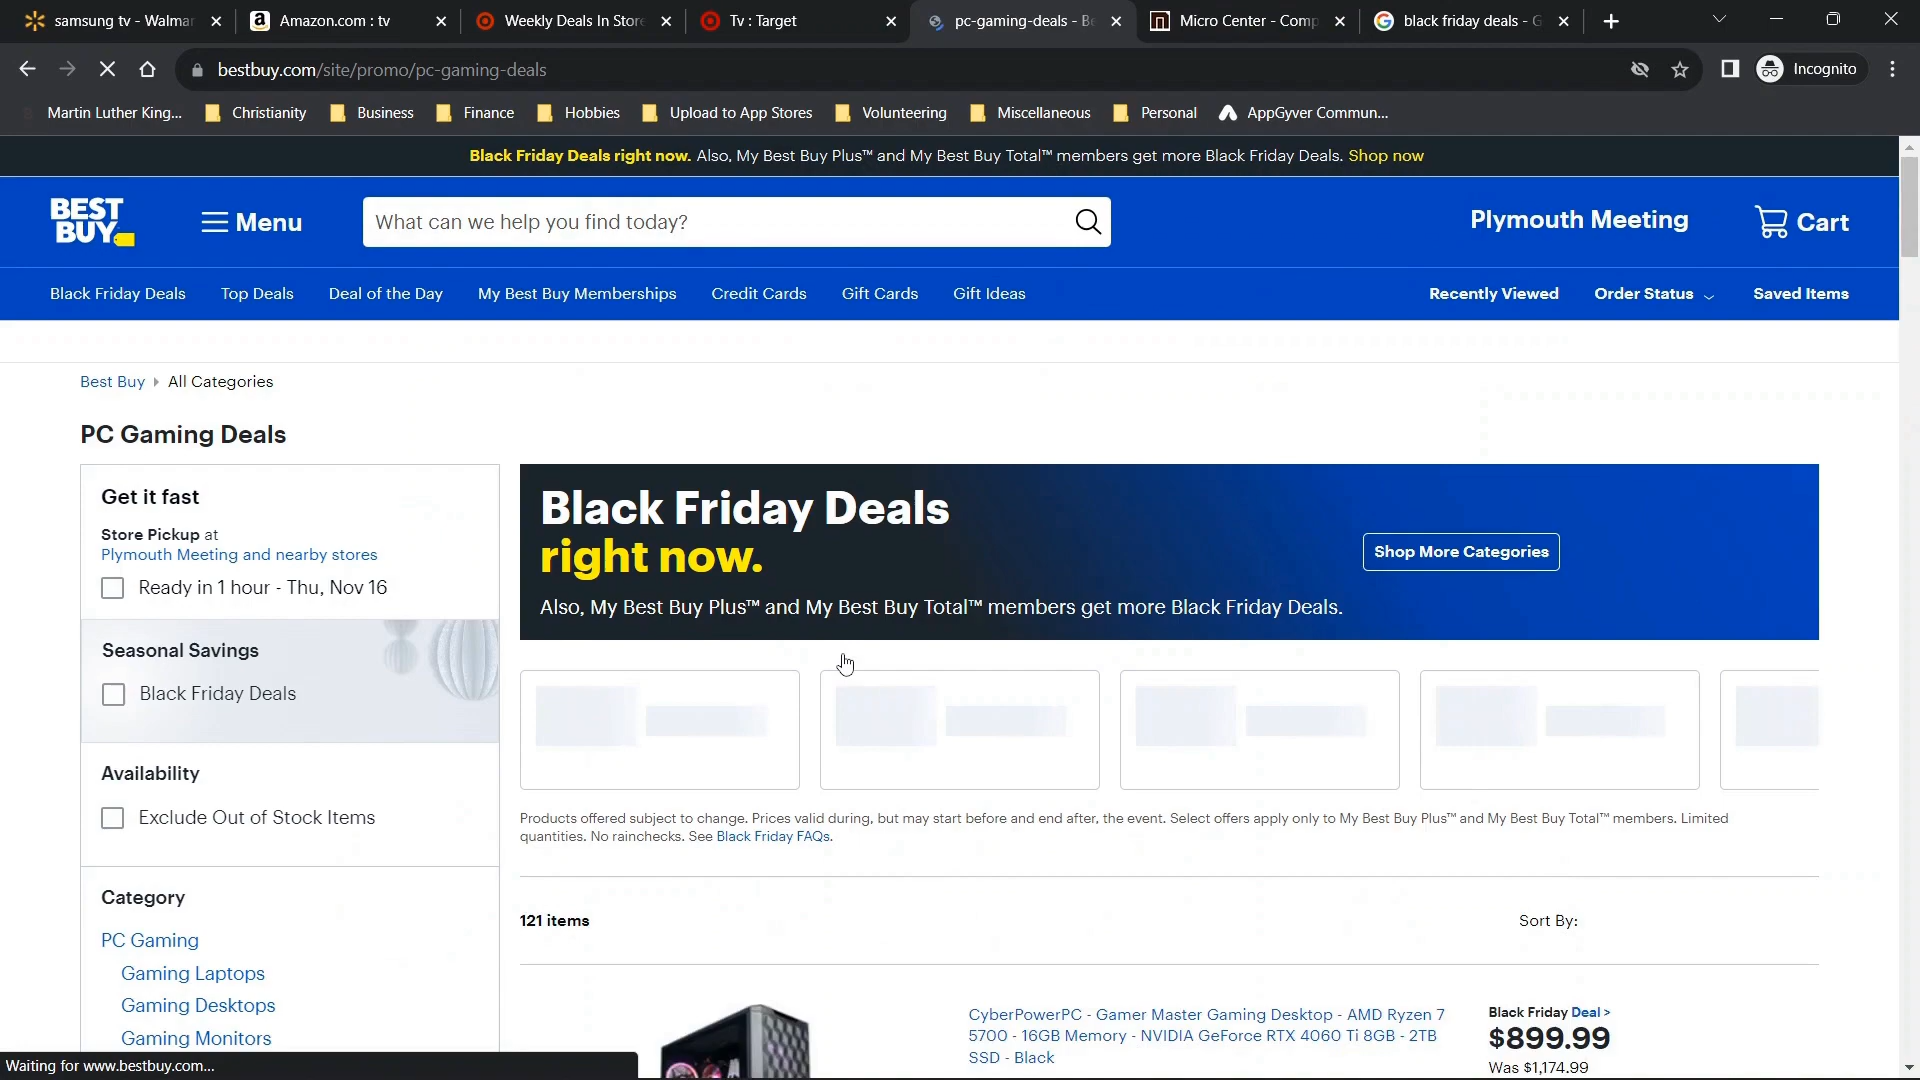 samsung tv - Walmar
Amazon.com : tv
Weekly Deals In Store
Tv : Target
pc-gaming-deals - Be
Micro Center - Comp
black friday deals - G
bestbuy.com/site/promo/pc-gaming-deals
Incognito
Martin Luther King...
Christianity
Business
Finance
Hobbies
Upload to App Stores
Volunteering
Miscellaneous
Personal
AppGyver Commun...
Black Friday Deals right now. Also, My Best Buy Plus™ and My Best Buy Total™ members get more Black Friday Deals. Shop now
BEST
BUY
Menu
What can we help you find today?
Plymouth Meeting
Cart
Black Friday Deals
Top Deals
Deal of the Day
My Best Buy Memberships
Credit Cards
Gift Cards
Gift Ideas
Recently Viewed
Order Status
Saved Items
Best Buy
All Categories
PC Gaming Deals
Get it fast
Store Pickup at
Plymouth Meeting and nearby stores
Ready in 1 hour - Thu, Nov 16
Seasonal Savings
Black Friday Deals
Availability
Exclude Out of Stock Items
Category
PC Gaming
Gaming Laptops
Gaming Desktops
Gaming Monitors
Black Friday Deals
right now.
Also, My Best Buy Plus™ and My Best Buy Total™ members get more Black Friday Deals.
Shop More Categories
Products offered subject to change. Prices valid during, but may start before and end after, the event. Select offers apply only to My Best Buy Plus™ and My Best Buy Total™ members. Limited
quantities. No rainchecks. See Black Friday FAQs.
121 items
Sort By:
CyberPowerPC - Gamer Master Gaming Desktop - AMD Ryzen 7
5700 - 16GB Memory - NVIDIA GeForce RTX 4060 Ti 8GB - 2TB
SSD - Black
Black Friday Deal >
$899.99
Was $1,174.99
Waiting for www.bestbuy.com...